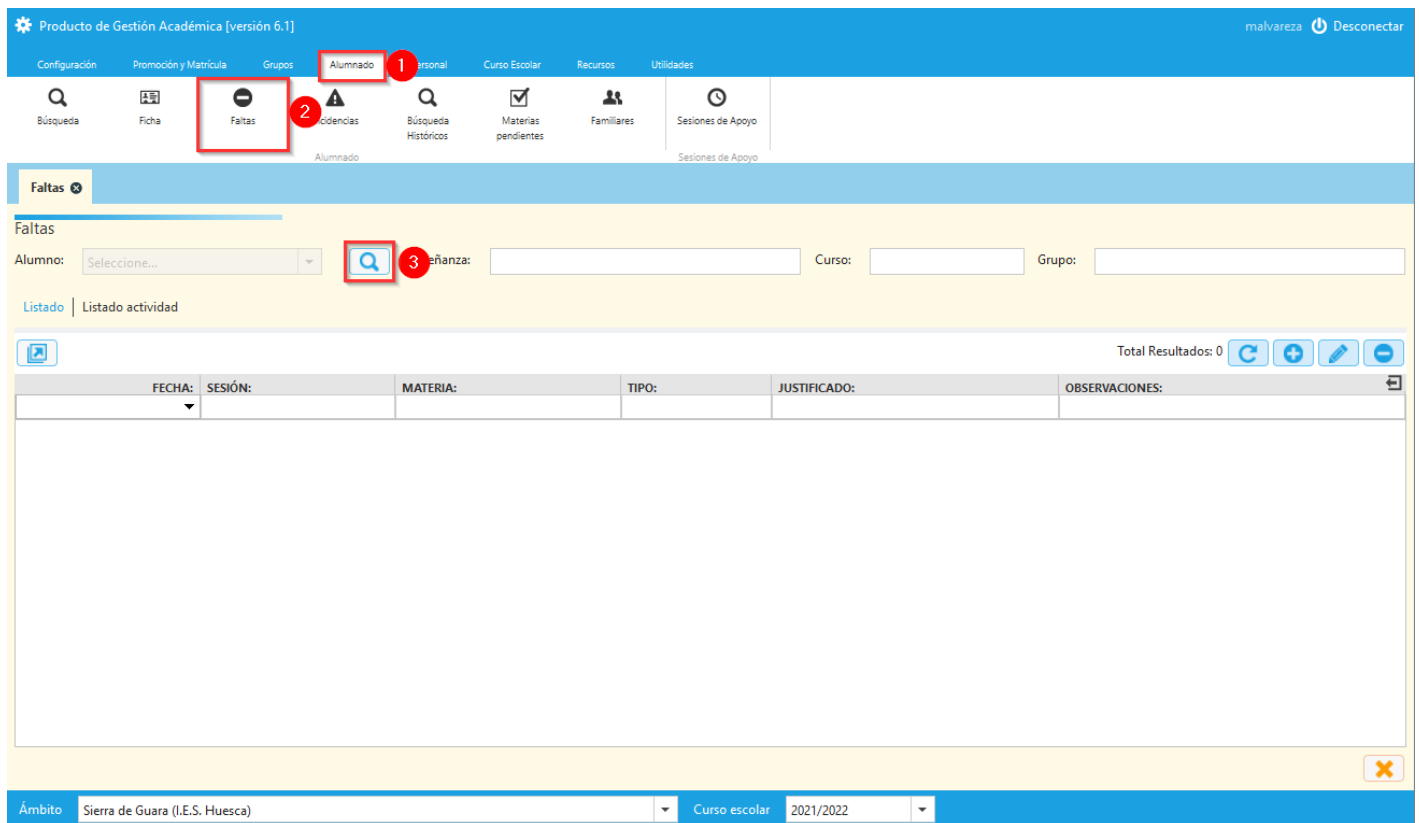 Producto de Gestión Académica [versión 6.1] malvareza Desconectar
Configuración Promoción y Matrícula Grupos Alumnado 1 ersonal Curso Escolar Recursos Utilidades
Búsqueda Ficha Faltas 2 cidencias Búsqueda Históricos Materias pendientes Familiares Sesiones de Apoyo
Alumnado Sesiones de Apoyo
Faltas
Faltas
Alumno: Seleccione... 3 eñanza: Curso: Grupo:
Listado | Listado actividad
Total Resultados: 0
FECHA: SESIÓN: MATERIA: TIPO: JUSTIFICADO: OBSERVACIONES:
Ámbito Sierra de Guara (I.E.S. Huesca) Curso escolar 2021/2022